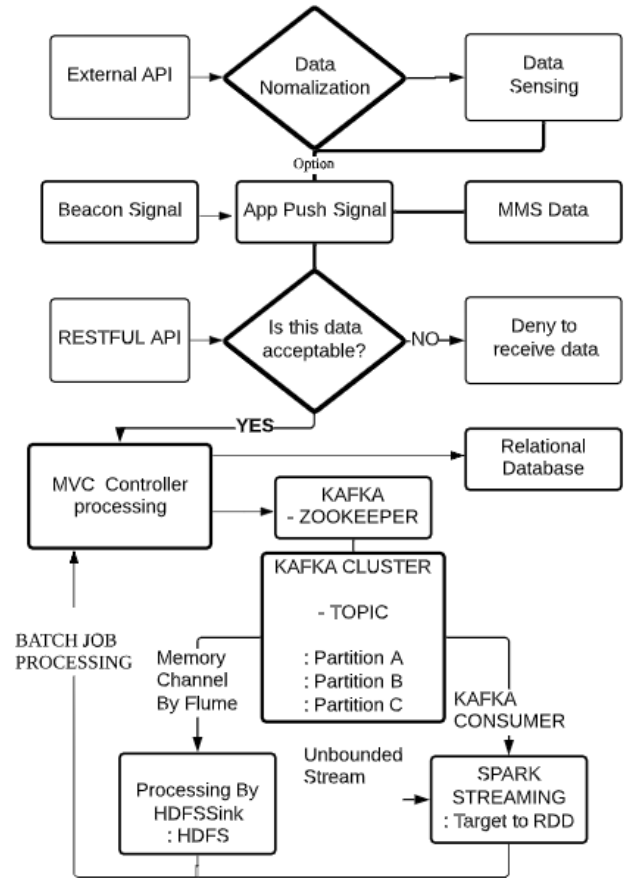 External API
Data
Nomalization
Data
Sensing
Option
Beacon Signal
App Push Signal
MMS Data
RESTFUL API
Is this data
acceptable?
NO
Deny to
receive data
YES
MVC Controller
processing
Relational
Database
KAFKA
- ZOOKEEPER
KAFKA CLUSTER
- TOPIC
: Partition A
: Partition B
: Partition C
BATCH JOB
PROCESSING
Memory
Channel
By Flume
KAFKA
CONSUMER
Unbounded
Stream
Processing By
HDFSSink
: HDFS
SPARK
STREAMING
: Target to RDD